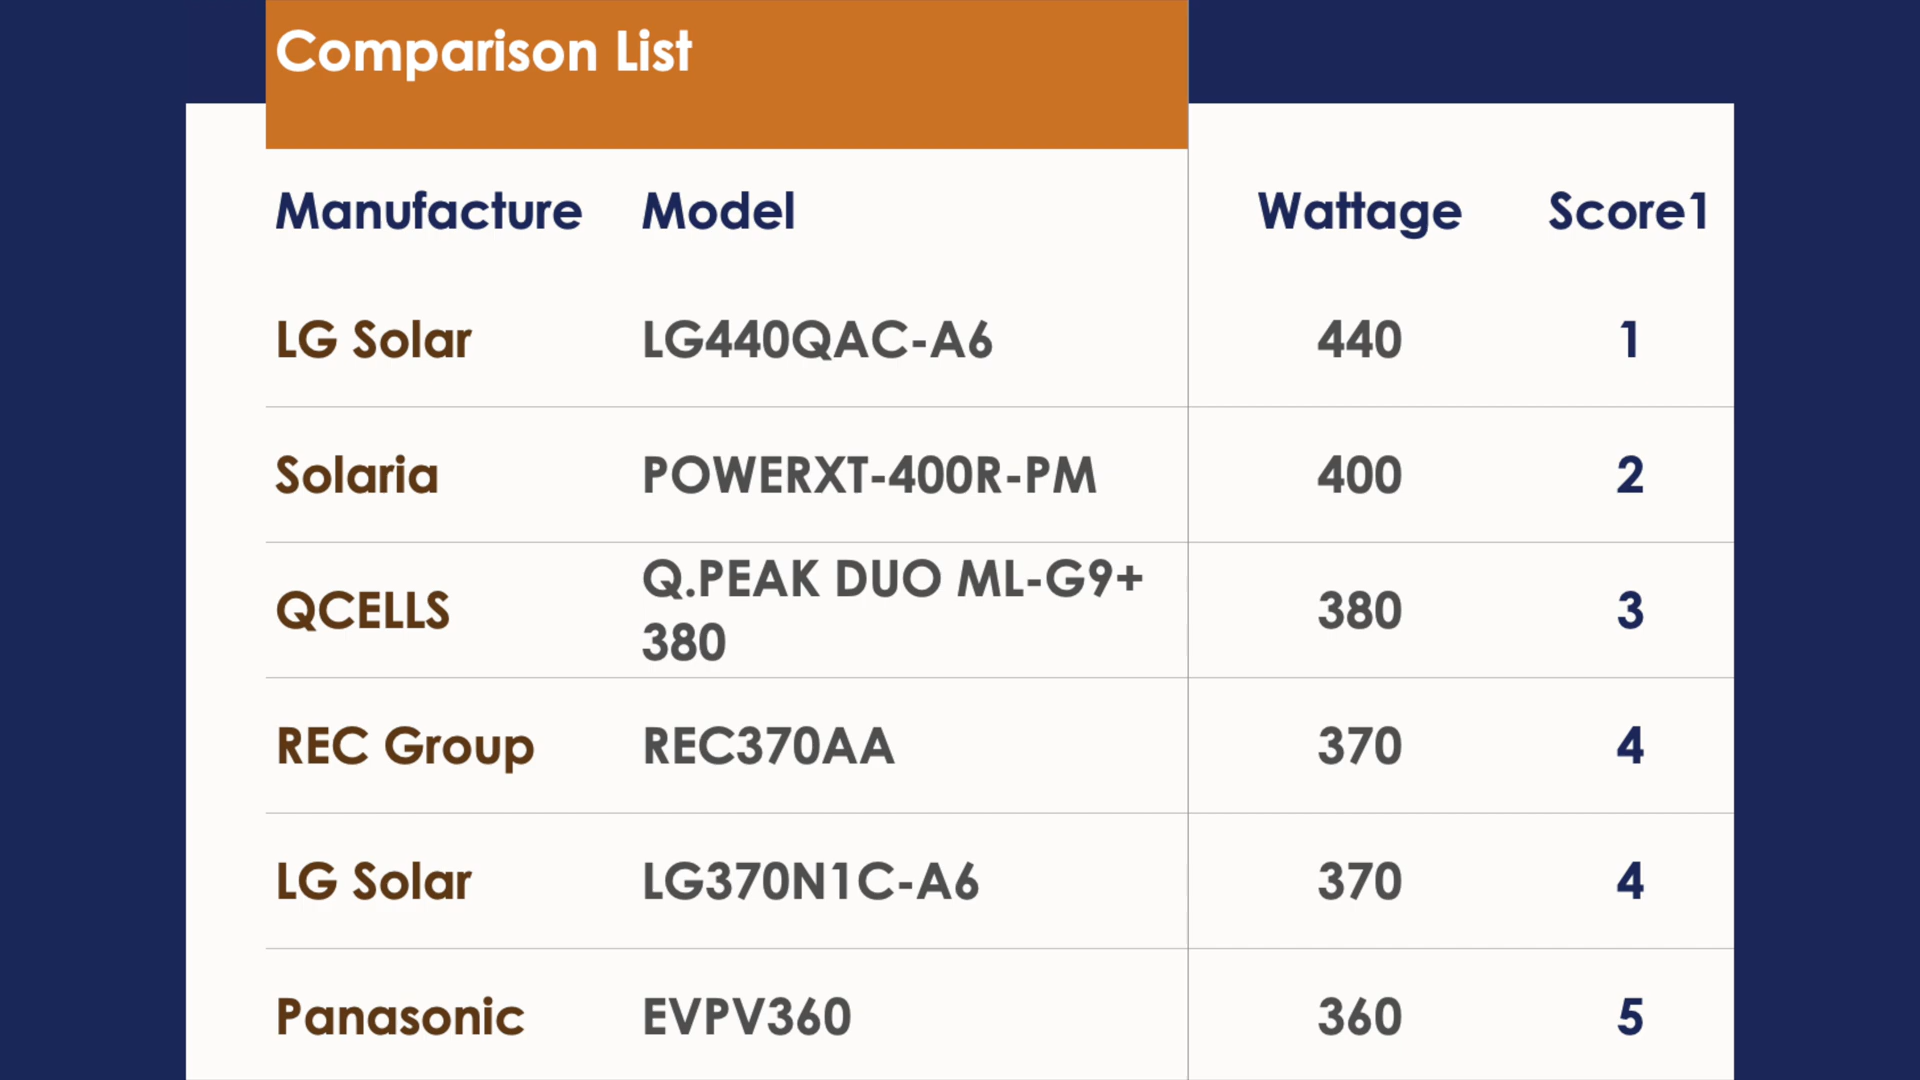 Comparison List
Manufacture Model Wattage Score1
LG Solar LG440QAC-A6 440 1
Solaria POWERXT-400R-PM 400 2
QCELLS Q.PEAK DUO ML-G9+ 380 3
380
REC Group REC370AA 370 4
LG Solar LG370N1C-A6 370 4
Panasonic EVPV360 360 5